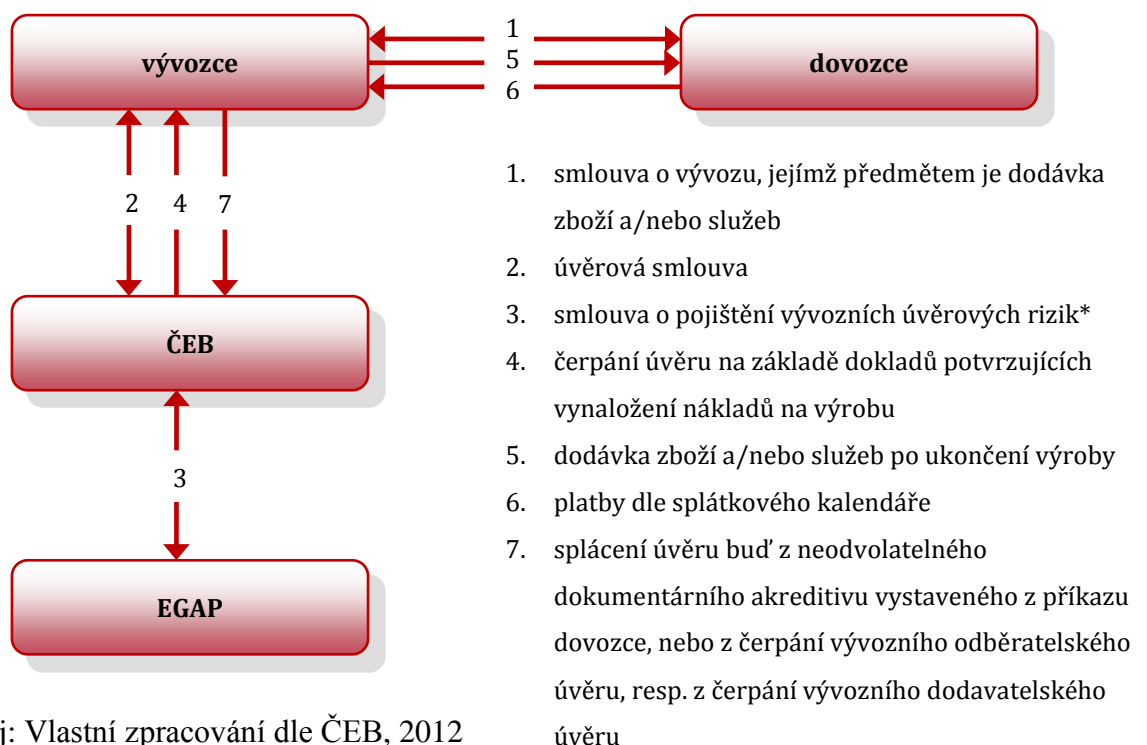 vývozce
1
5
6
dovozce
2 4 7
ČEB
3
EGAP
1. smlouva o vývozu, jejímž předmětem je dodávka
zboží a/nebo služeb
2. úvěrová smlouva
3. smlouva o pojištění vývozních úvěrových rizik*
4. čerpání úvěru na základě dokladů potvrzujících
vynaložení nákladů na výrobu
5. dodávka zboží a/nebo služeb po ukončení výroby
6. platby dle splátkového kalendáře
7. splácení úvěru buď z neodvolatelného
dokumentárního akreditivu vystaveného z příkazu
dovozce, nebo z čerpání vývozního odběratelského
úvěru, resp. z čerpání vývozního dodavatelského
úvěru
j: Vlastní zpracování dle ČEB, 2012